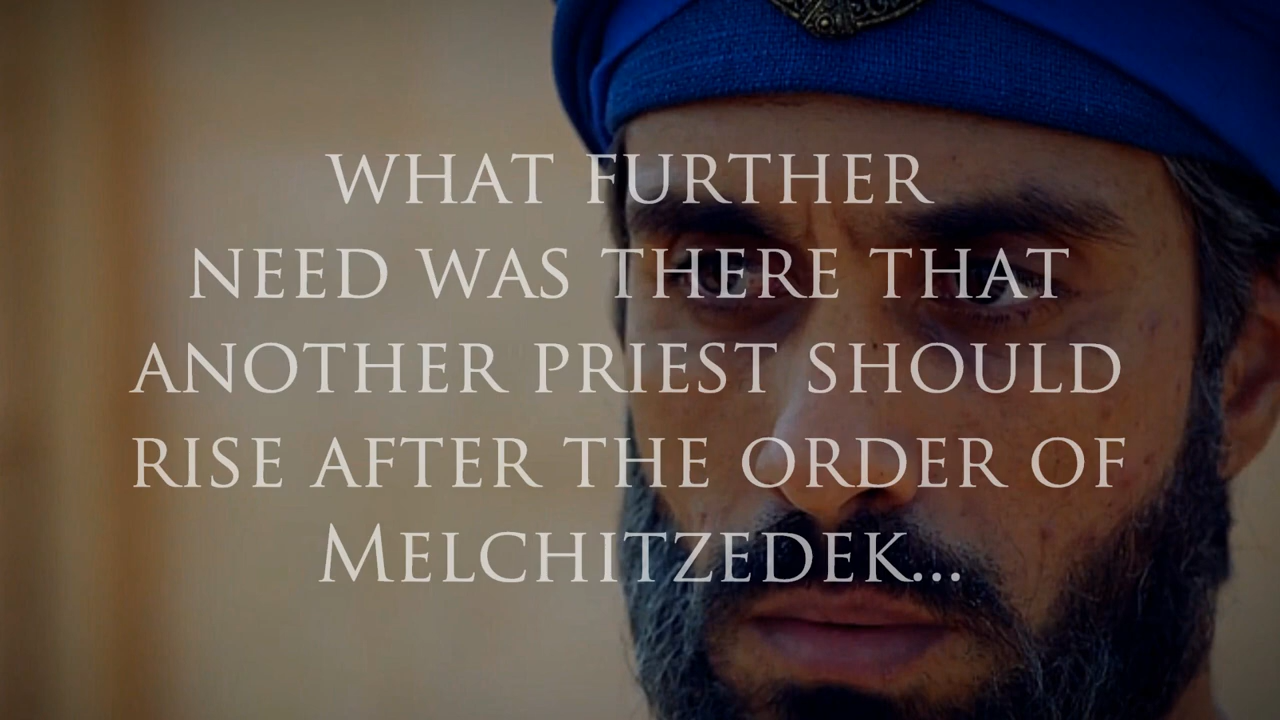 WHAT FURTHER
NEED WAS THERE THAT
ANOTHER PRIEST SHOULD
RISE AFTER THE ORDER OF
MELCHITZEDEK...